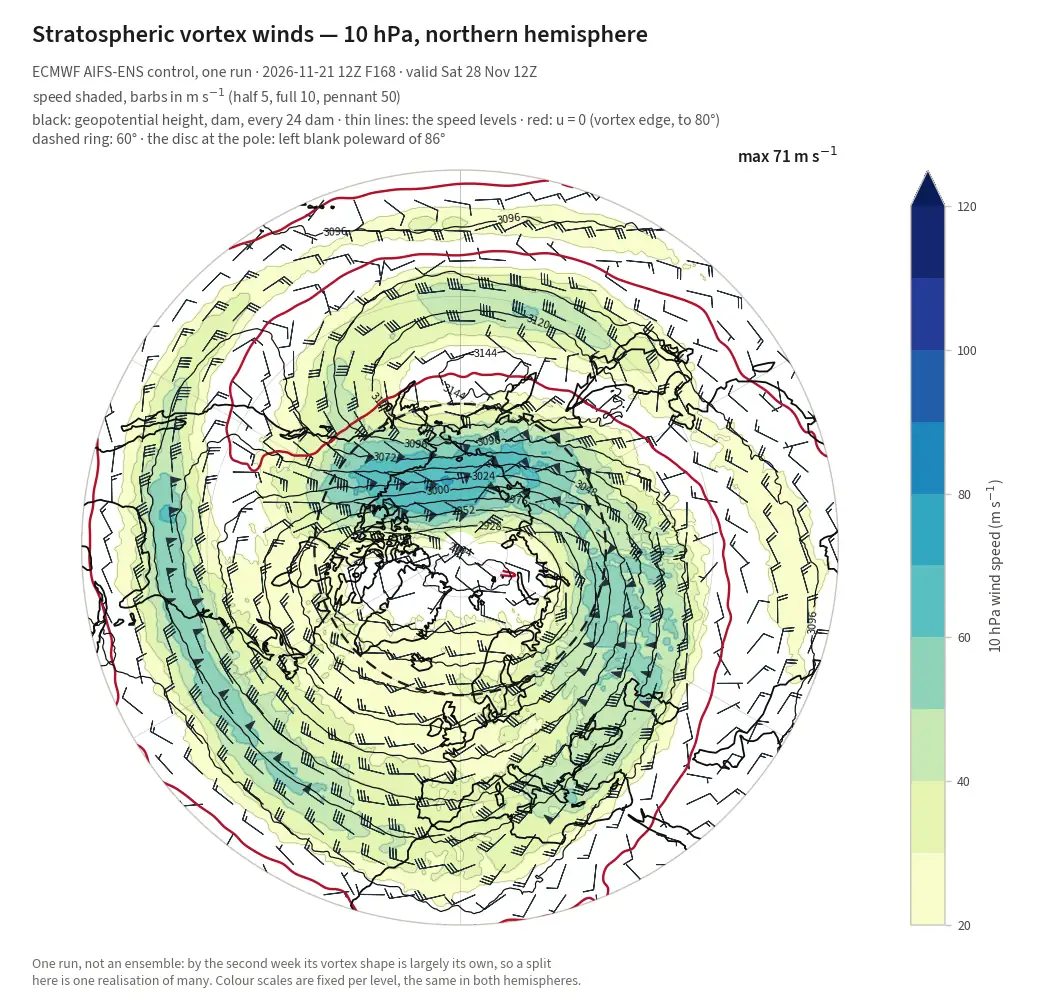 Stratospheric vortex winds — 10 hPa, northern hemisphere
ECMWF AIFS-ENS control, one run · 2026-11-21 12Z F168 · valid Sat 28 Nov 12Z
speed shaded, barbs in m s⁻¹ (half 5, full 10, pennant 50)
black: geopotential height, dam, every 24 dam · thin lines: the speed levels · red: u = 0 (vortex edge, to 80°)
dashed ring: 60° · the disc at the pole: left blank poleward of 86°
max 71 m s⁻¹
120
100
80
60
40
20
10 hPa wind speed (m s⁻¹)
3096
3096
3120
3144
3096
3072
3024
3000
2928
3096
One run, not an ensemble: by the second week its vortex shape is largely its own, so a split
here is one realisation of many. Colour scales are fixed per level, the same in both hemispheres.